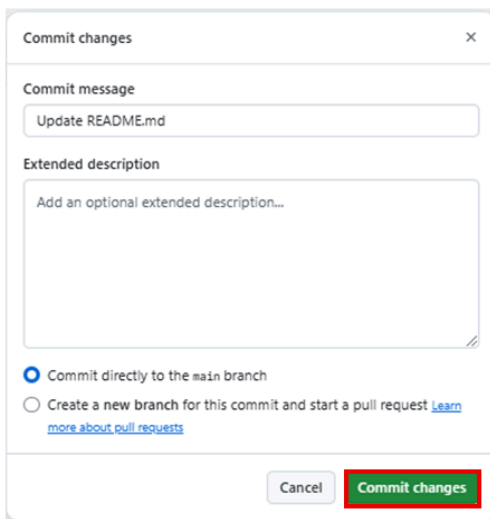 Commit changes
×
Commit message
Update README.md
Extended description
Add an optional extended description...
Commit directly to the main branch
Create a new branch for this commit and start a pull request Learn
more about pull requests
Cancel
Commit changes